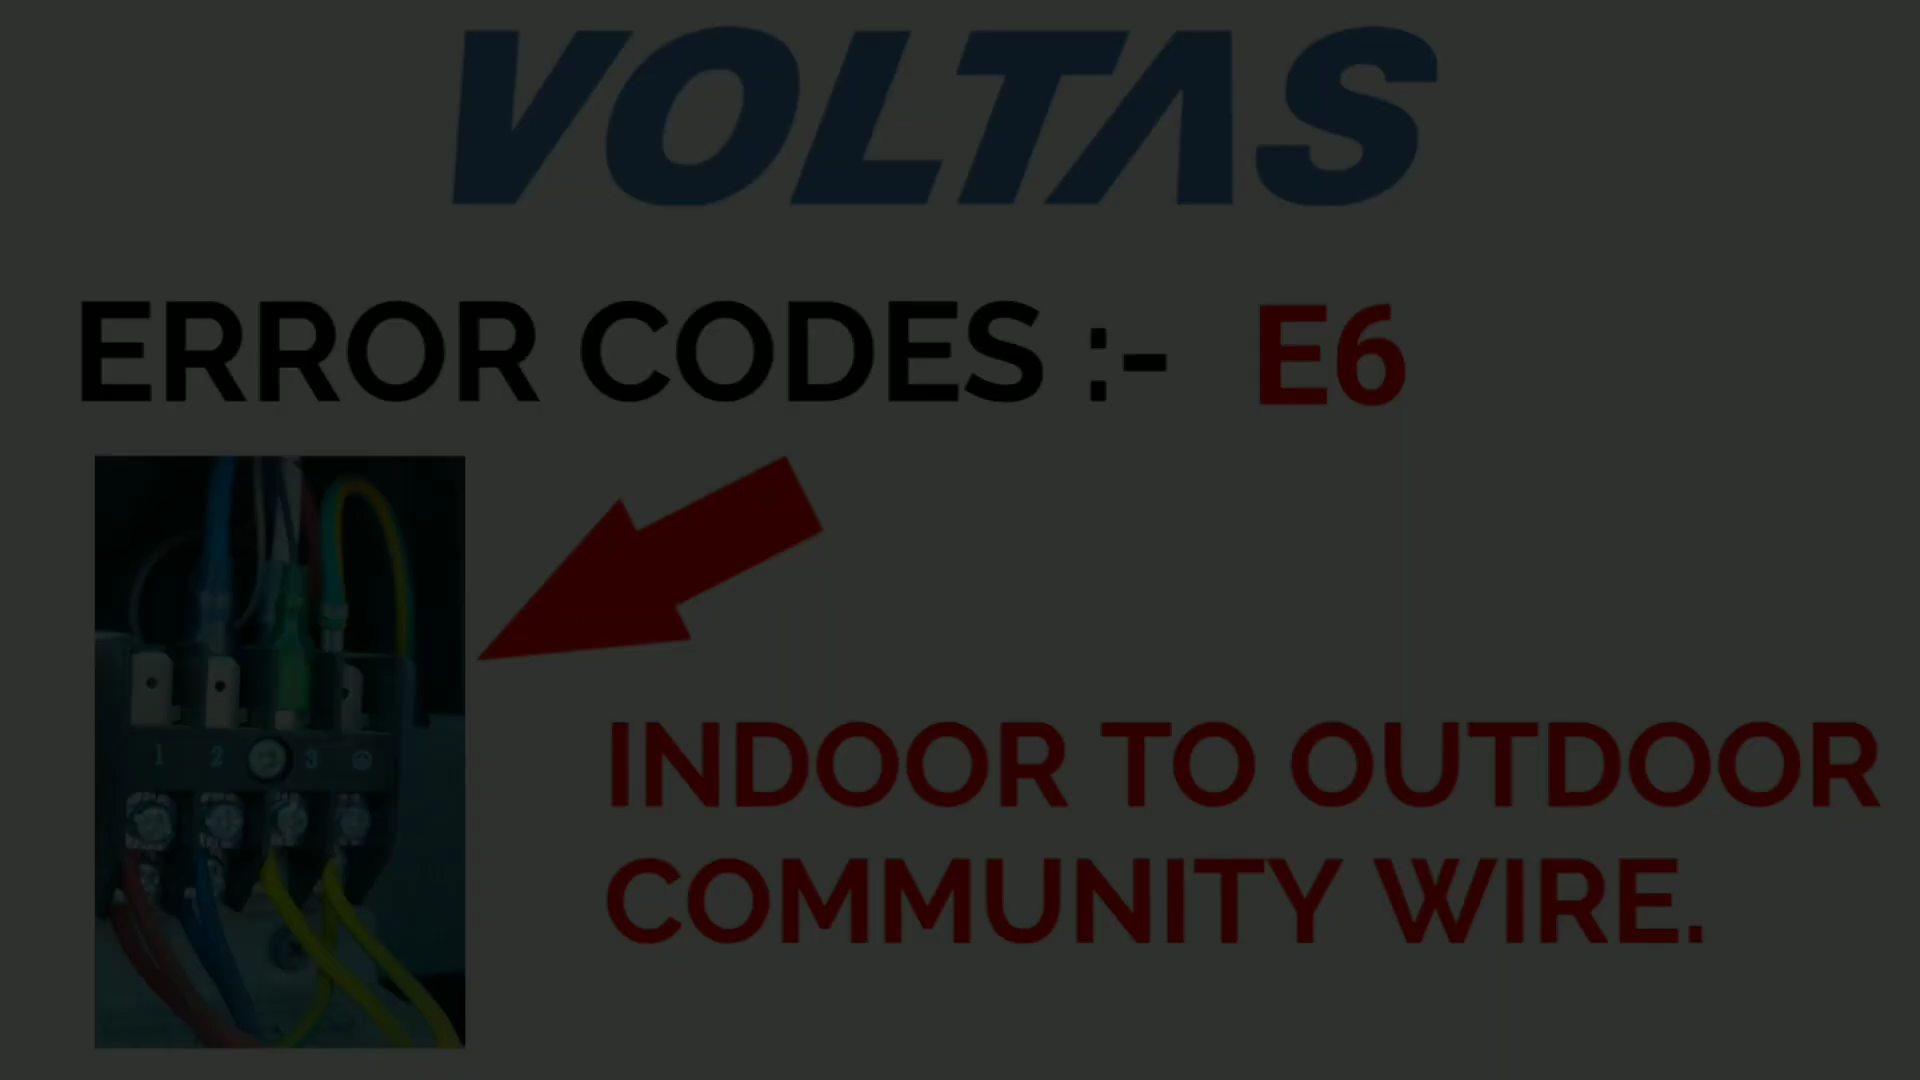 VOLTAS
ERROR CODES :- E6
1 2 3
INDOOR TO OUTDOOR
COMMUNITY WIRE.